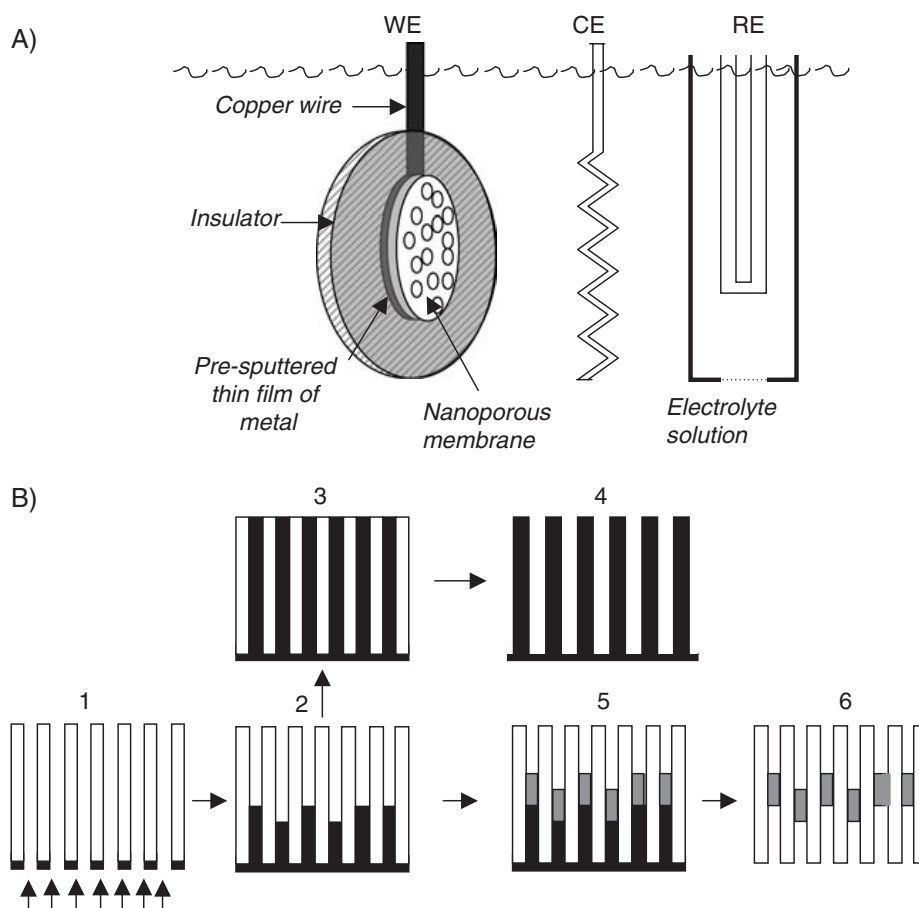 A)
WE
CE
RE
Copper wire
Insulator
Pre-sputtered
thin film of
metal
Nanoporous
membrane
Electrolyte
solution
B)
3
4
1
2
5
6